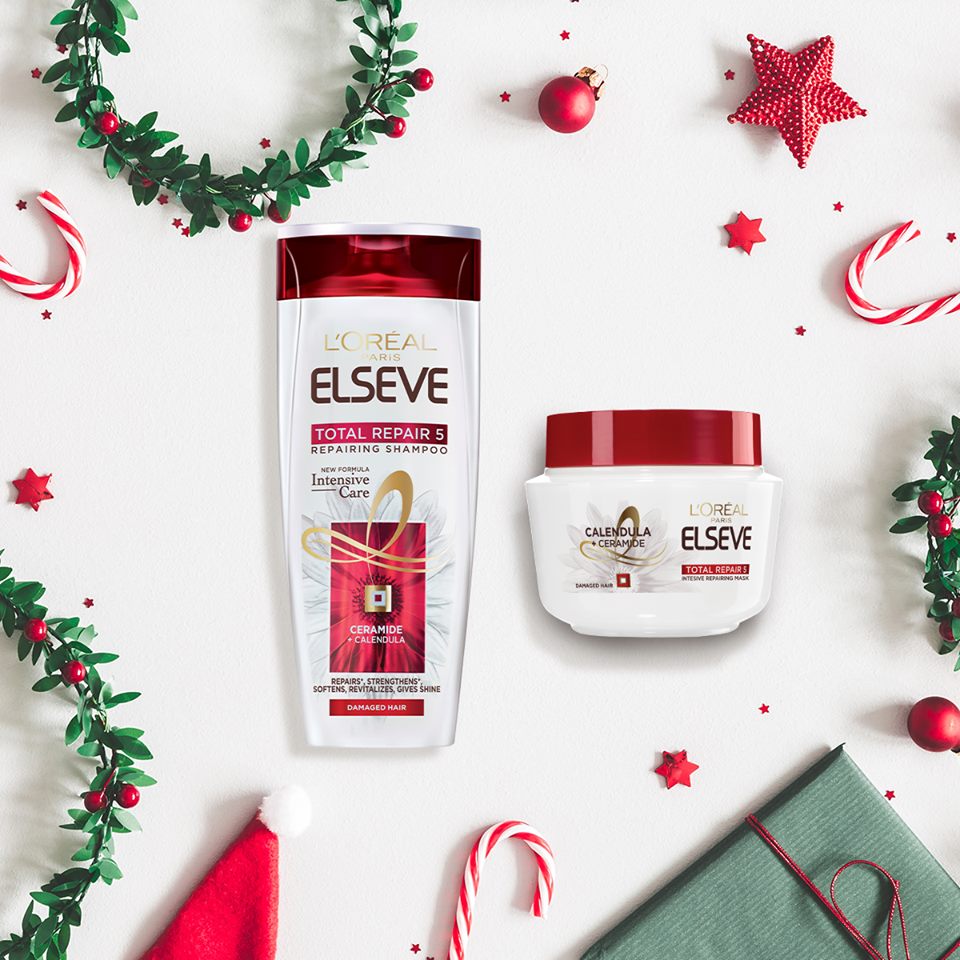 L'ORÉAL
PARIS
ELSEVE
TOTAL REPAIR 5
REPAIRING SHAMPOO
NEW FORMULA
Intensive
Care
CERAMIDE
+ CALENDULA
REPAIRS*, STRENGTHENS*,
SOFTENS, REVITALIZES, GIVES SHINE
DAMAGED HAIR
CALENDULA
+ CERAMIDE
DAMAGED HAIR
L'ORÉAL
PARIS
ELSEVE
TOTAL REPAIR 5
INTESIVE REPAIRING MASK